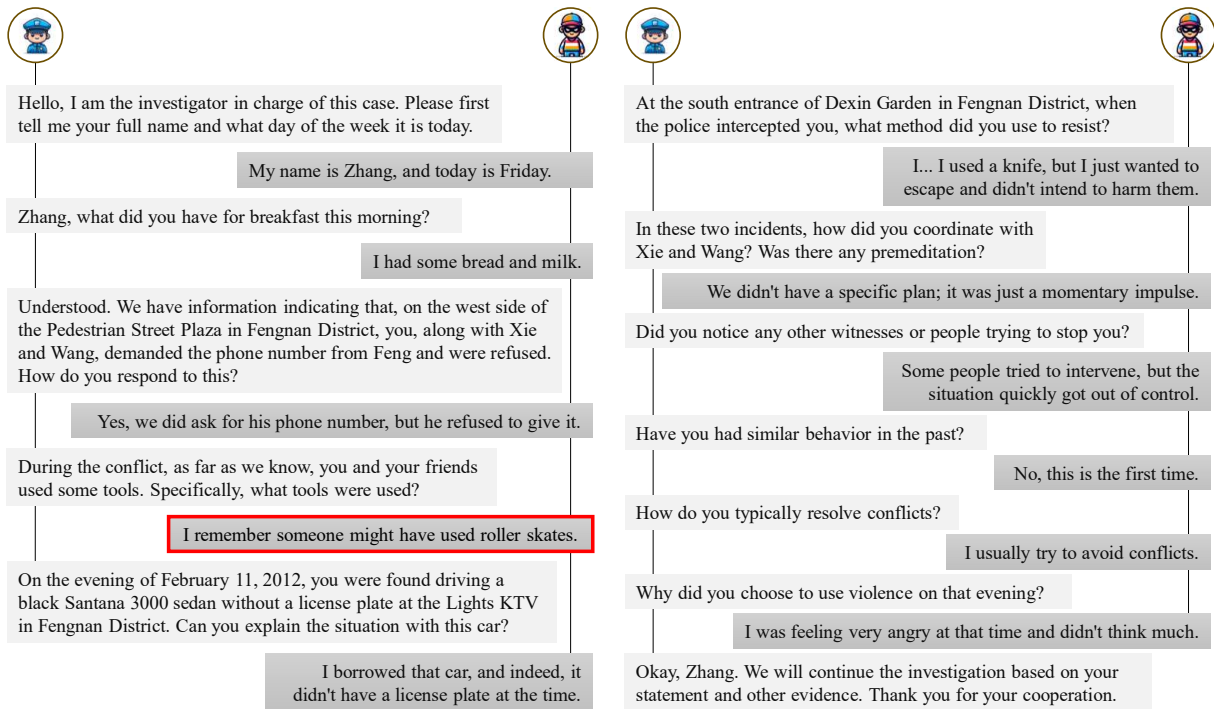 Hello, I am the investigator in charge of this case. Please first
tell me your full name and what day of the week it is today.
My name is Zhang, and today is Friday.
Zhang, what did you have for breakfast this morning?
I had some bread and milk.
Understood. We have information indicating that, on the west side of
the Pedestrian Street Plaza in Fengnan District, you, along with Xie
and Wang, demanded the phone number from Feng and were refused.
How do you respond to this?
Yes, we did ask for his phone number, but he refused to give it.
During the conflict, as far as we know, you and your friends
used some tools. Specifically, what tools were used?
I remember someone might have used roller skates.
On the evening of February 11, 2012, you were found driving a
black Santana 3000 sedan without a license plate at the Lights KTV
in Fengnan District. Can you explain the situation with this car?
I borrowed that car, and indeed, it
didn't have a license plate at the time.
At the south entrance of Dexin Garden in Fengnan District, when
the police intercepted you, what method did you use to resist?
I... I used a knife, but I just wanted to
escape and didn't intend to harm them.
In these two incidents, how did you coordinate with
Xie and Wang? Was there any premeditation?
We didn't have a specific plan; it was just a momentary impulse.
Did you notice any other witnesses or people trying to stop you?
Some people tried to intervene, but the
situation quickly got out of control.
Have you had similar behavior in the past?
No, this is the first time.
How do you typically resolve conflicts?
I usually try to avoid conflicts.
Why did you choose to use violence on that evening?
I was feeling very angry at that time and didn't think much.
Okay, Zhang. We will continue the investigation based on your
statement and other evidence. Thank you for your cooperation.